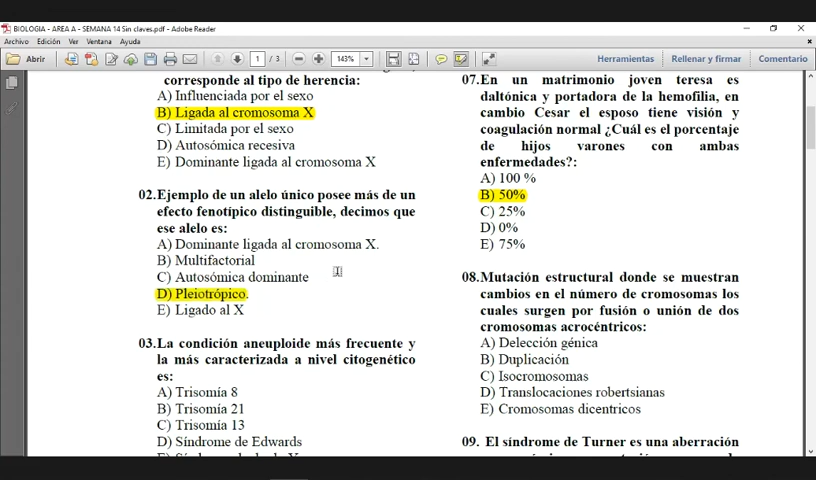 BIOLOGIA - AREA A - SEMANA 14 Sin claves.pdf - Adobe Reader
Archivo Edición Ver Ventana Ayuda
Abrir 1 / 3 143% Herramientas Rellenar y firmar Comentario
corresponde al tipo de herencia:
A) Influenciada por el sexo
B) Ligada al cromosoma X
C) Limitada por el sexo
D) Autosómica recesiva
E) Dominante ligada al cromosoma X
02. Ejemplo de un alelo único posee más de un
efecto fenotípico distinguible, decimos que
ese alelo es:
A) Dominante ligada al cromosoma X.
B) Multifactorial
C) Autosómica dominante
D) Pleiotrópico.
E) Ligado al X
03. La condición aneuploide más frecuente y
la más caracterizada a nivel citogenético
es:
A) Trisomía 8
B) Trisomía 21
C) Trisomía 13
D) Síndrome de Edwards
07. En un matrimonio joven teresa es
daltónica y portadora de la hemofilia, en
cambio Cesar el esposo tiene visión y
coagulación normal ¿Cuál es el porcentaje
de hijos varones con ambas
enfermedades?:
A) 100 %
B) 50%
C) 25%
D) 0%
E) 75%
08. Mutación estructural donde se muestran
cambios en el número de cromosomas los
cuales surgen por fusión o unión de dos
cromosomas acrocéntricos:
A) Delección génica
B) Duplicación
C) Isocromosomas
D) Translocaciones robertsianas
E) Cromosomas dicentricos
09. El síndrome de Turner es una aberración